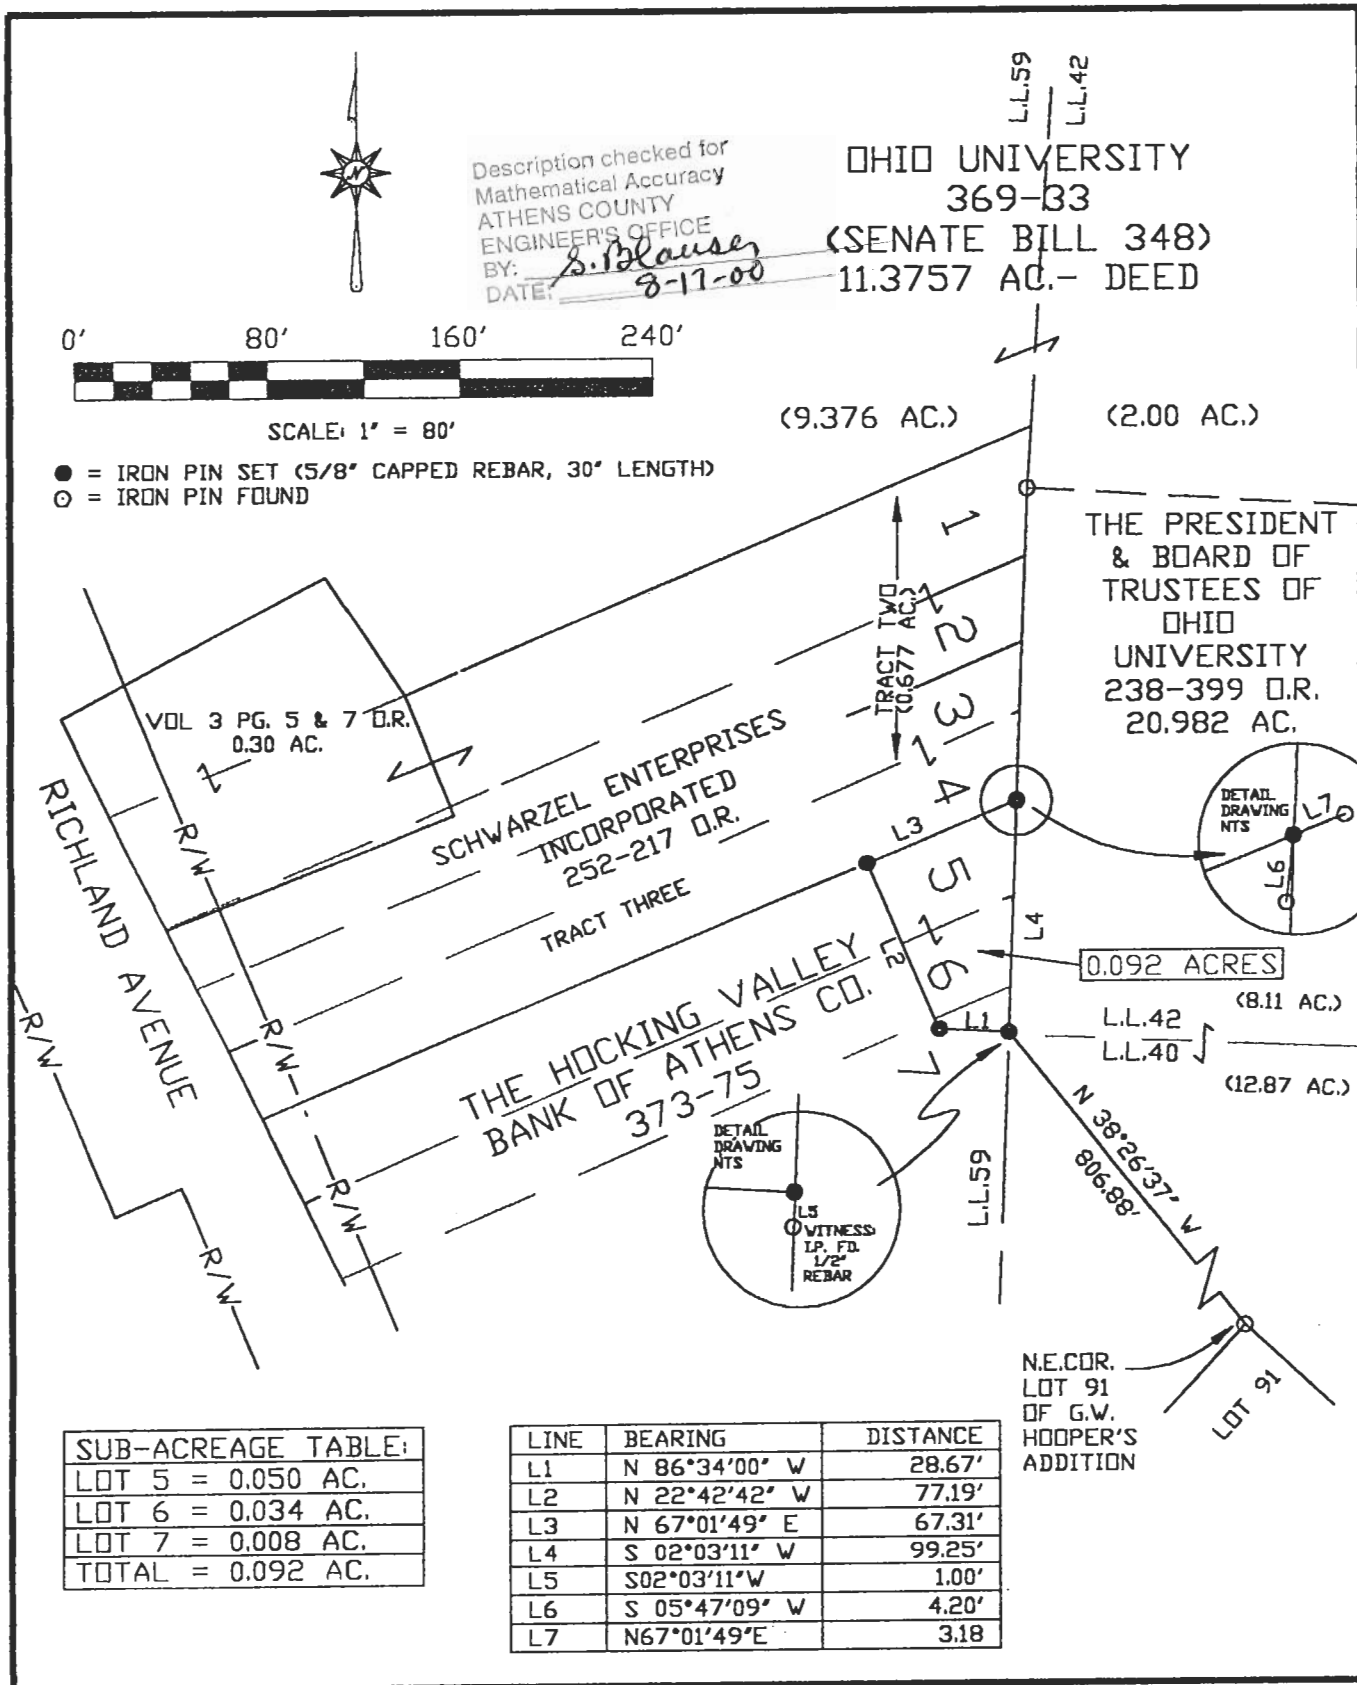 L.L.59
L.L.42
N
Description checked for
Mathematical Accuracy
ATHENS COUNTY
ENGINEER'S OFFICE
BY: S. Blauser
DATE: 8-17-00
OHIO UNIVERSITY
369-33
(SENATE BILL 348)
11.3757 AC.- DEED
0' 80' 160' 240'
SCALE: 1" = 80'
● = IRON PIN SET (5/8" CAPPED REBAR, 30" LENGTH)
⊙ = IRON PIN FOUND
(9.376 AC.)
(2.00 AC.)
THE PRESIDENT
& BOARD OF
TRUSTEES OF
OHIO
UNIVERSITY
238-399 O.R.
20.982 AC.
1
2
3
4
5
6
7
TRACT TWO
(0.677 AC.)
VOL 3 PG. 5 & 7 O.R.
0.30 AC.
SCHWARZEL ENTERPRISES
INCORPORATED
252-217 O.R.
TRACT THREE
RICHLAND AVENUE
R/W
R/W
R/W
R/W
R/W
L3
L2
L1
L4
DETAIL
DRAWING
NTS
L7
L6
0.092 ACRES
(8.11 AC.)
L.L.42
L.L.40
(12.87 AC.)
THE HOCKING VALLEY
BANK OF ATHENS CO.
373-75
DETAIL
DRAWING
NTS
L5
WITNESS:
I.P. FD.
1/2"
REBAR
L.L.59
N 38°26'37" W
806.88'
N.E.COR.
LOT 91
OF G.W.
HOOPER'S
ADDITION
LOT 91
SUB-ACREAGE TABLE:
LOT 5 = 0.050 AC.
LOT 6 = 0.034 AC.
LOT 7 = 0.008 AC.
TOTAL = 0.092 AC.
LINE BEARING DISTANCE
L1 N 86°34'00" W 28.67'
L2 N 22°42'42" W 77.19'
L3 N 67°01'49" E 67.31'
L4 S 02°03'11" W 99.25'
L5 S02°03'11"W 1.00'
L6 S 05°47'09" W 4.20'
L7 N67°01'49"E 3.18